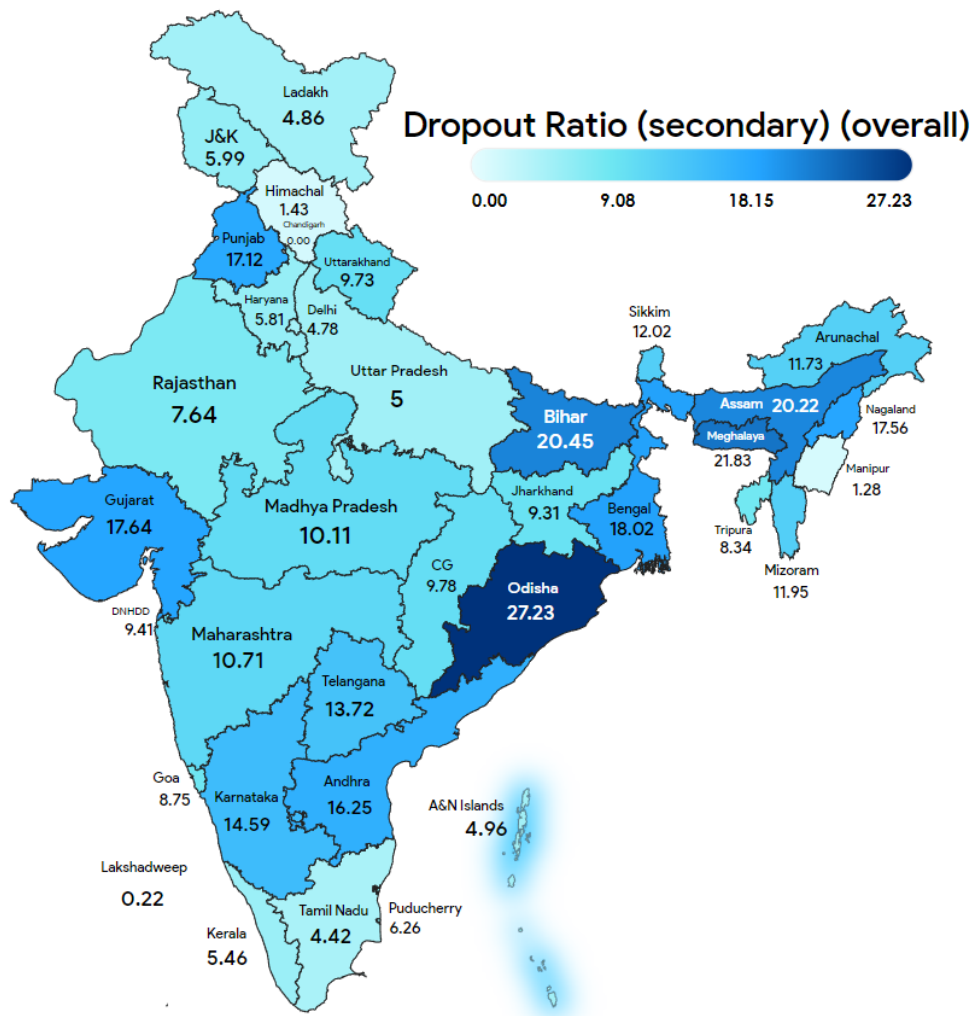 Ladakh
4.86
Dropout Ratio (secondary) (overall)
0.00 9.08 18.15 27.23
J&K
5.99
Himachal
1.43
Chandigarh
0.00
Punjab
17.12
Uttarakhand
9.73
Haryana
5.81
Delhi
4.78
Sikkim
12.02
Arunachal
11.73
Rajasthan
7.64
Uttar Pradesh
5
Bihar
20.45
Assam 20.22
Nagaland
17.56
Meghalaya
21.83
Manipur
1.28
Gujarat
17.64
Madhya Pradesh
10.11
Jharkhand
9.31
Bengal
18.02
Tripura
8.34
Mizoram
11.95
CG
9.78
Odisha
27.23
DNHDD
9.41
Maharashtra
10.71
Telangana
13.72
Goa
8.75
Karnataka
14.59
Andhra
16.25
A&N Islands
4.96
Lakshadweep
0.22
Tamil Nadu
4.42
Puducherry
6.26
Kerala
5.46